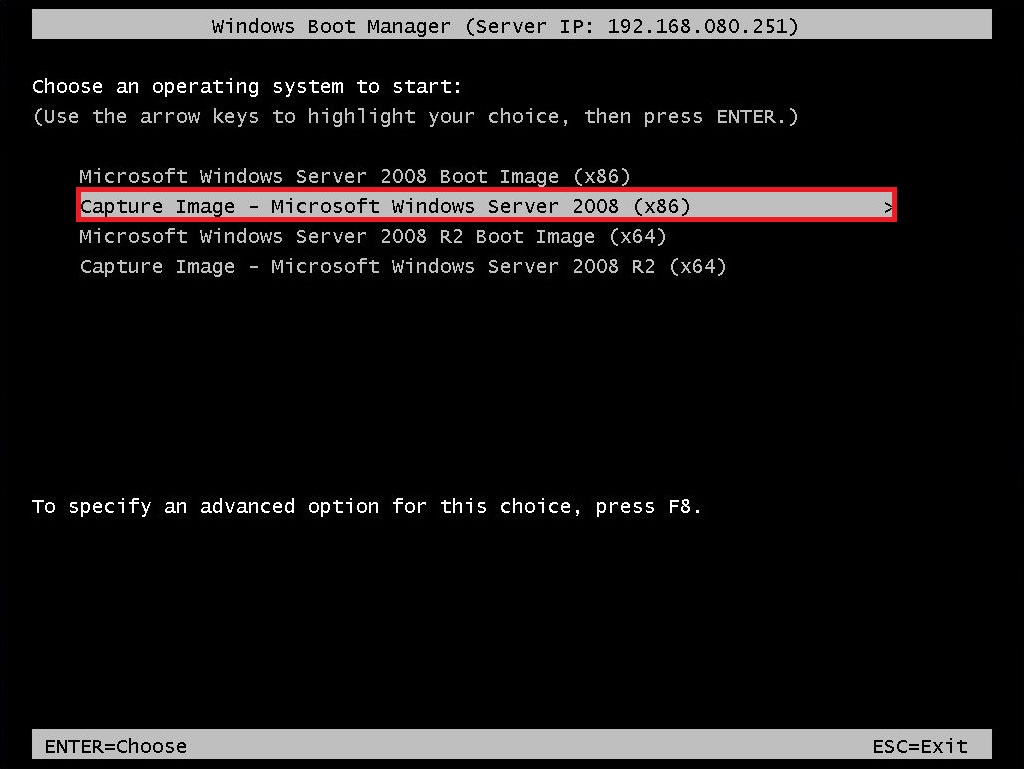 Windows Boot Manager (Server IP: 192.168.080.251)
Choose an operating system to start:
(Use the arrow keys to highlight your choice, then press ENTER.)
Microsoft Windows Server 2008 Boot Image (x86)
Capture Image - Microsoft Windows Server 2008 (x86) >
Microsoft Windows Server 2008 R2 Boot Image (x64)
Capture Image - Microsoft Windows Server 2008 R2 (x64)
To specify an advanced option for this choice, press F8.
ENTER=Choose ESC=Exit